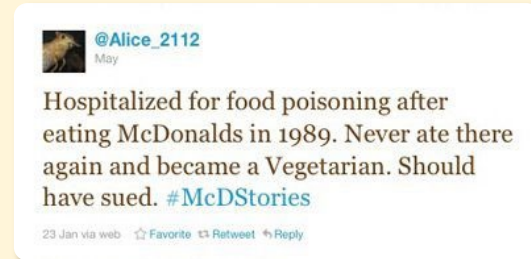 @Alice_2112
May
Hospitalized for food poisoning after
eating McDonalds in 1989. Never ate there
again and became a Vegetarian. Should
have sued. #McDStories
23 Jan via web Favorite Retweet Reply